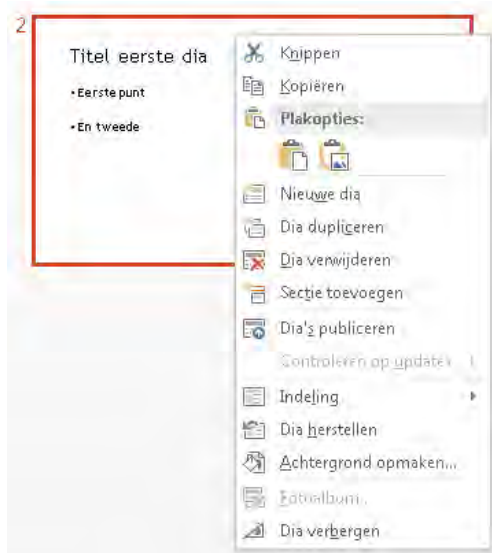 2
Titel eerste dia
•Eerste punt
•En tweede
Knippen
Kopiëren
Plakopties:
Nieuwe dia
Dia dupliceren
Dia verwijderen
Sectie toevoegen
Dia's publiceren
Controleren op updates
Indeling
Dia herstellen
Achtergrond opmaken...
Fotoalbum...
Dia verbergen